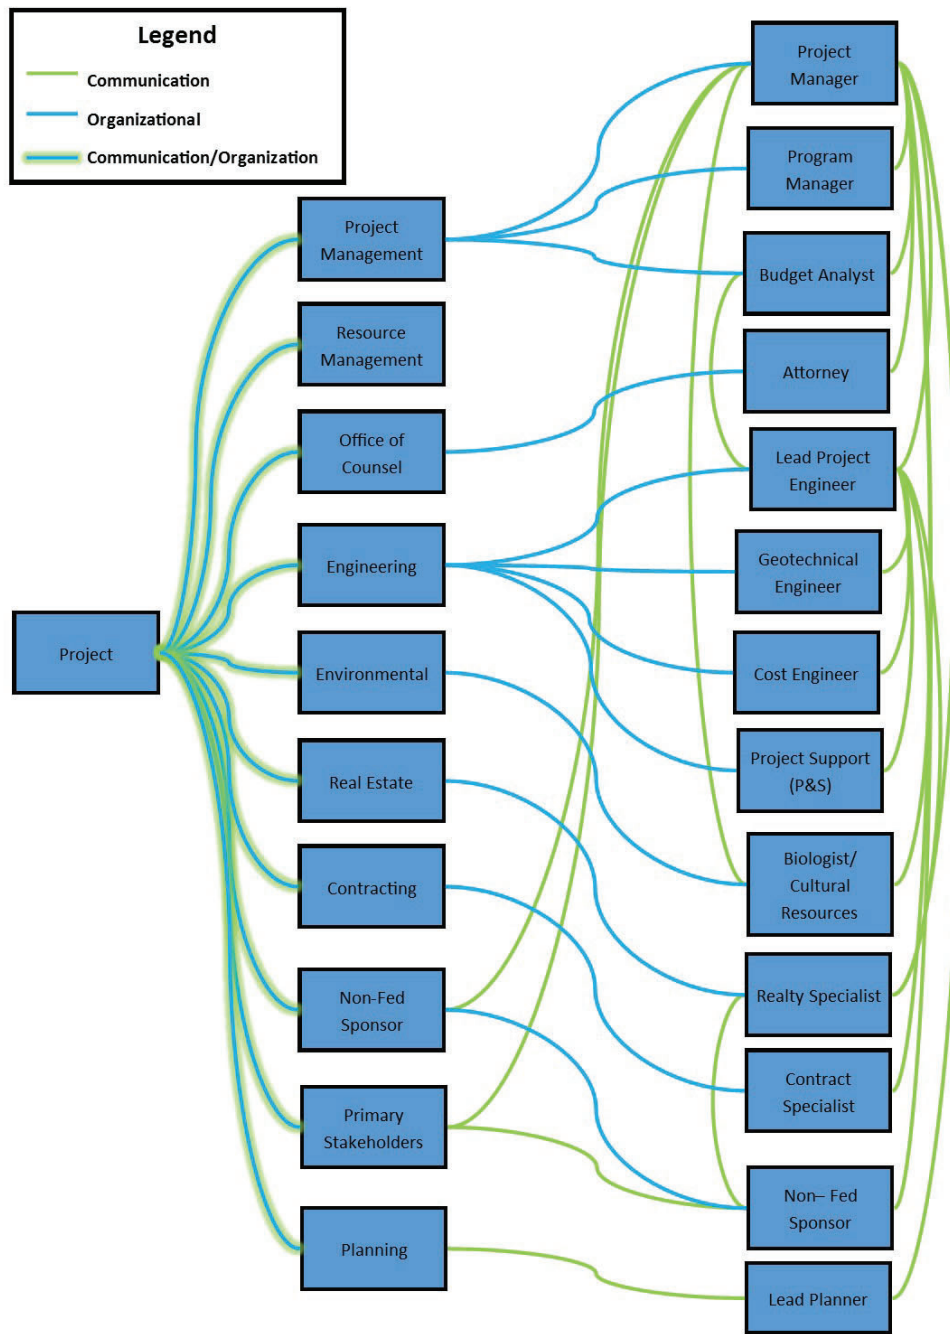 Legend
Communication
Organizational
Communication/Organization
Project
Project
Management
Resource
Management
Office of
Counsel
Engineering
Environmental
Real Estate
Contracting
Non-Fed
Sponsor
Primary
Stakeholders
Planning
Project
Manager
Program
Manager
Budget Analyst
Attorney
Lead Project
Engineer
Geotechnical
Engineer
Cost Engineer
Project Support
(P&S)
Biologist/
Cultural
Resources
Realty Specialist
Contract
Specialist
Non– Fed
Sponsor
Lead Planner